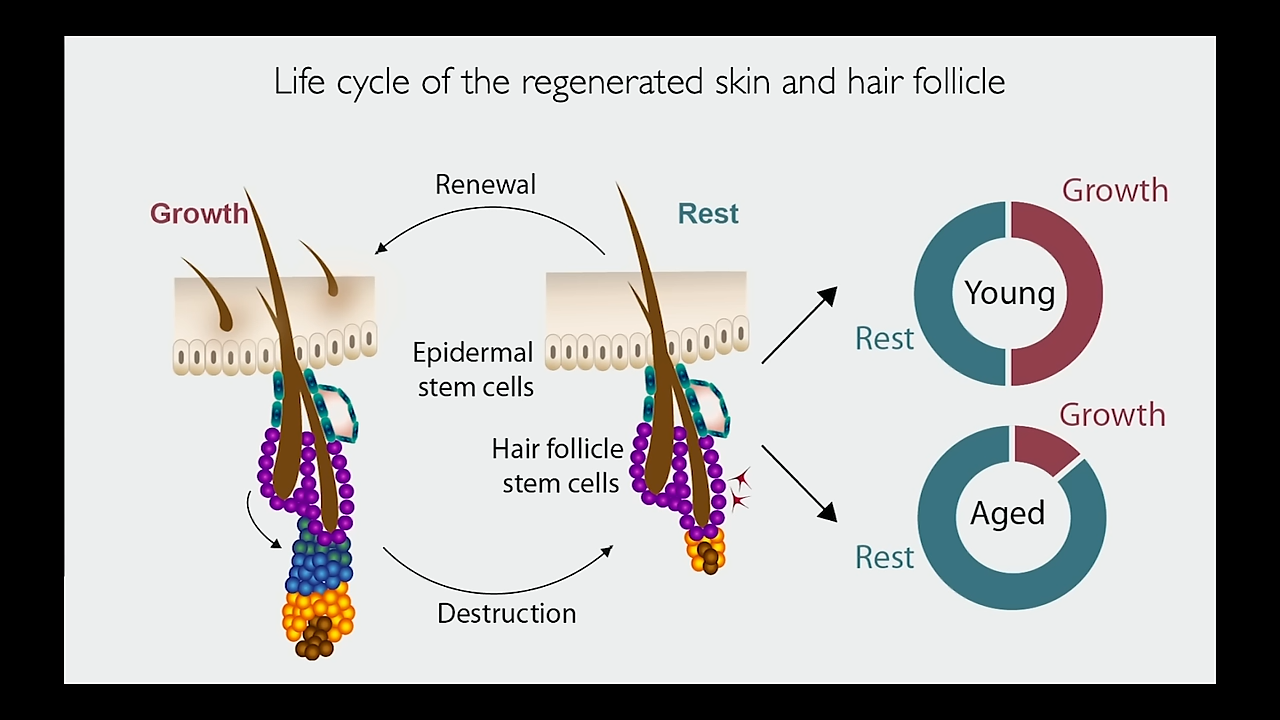 Life cycle of the regenerated skin and hair follicle
Growth
Renewal
Rest
Epidermal
stem cells
Hair follicle
stem cells
Destruction
Growth
Young
Rest
Growth
Aged
Rest